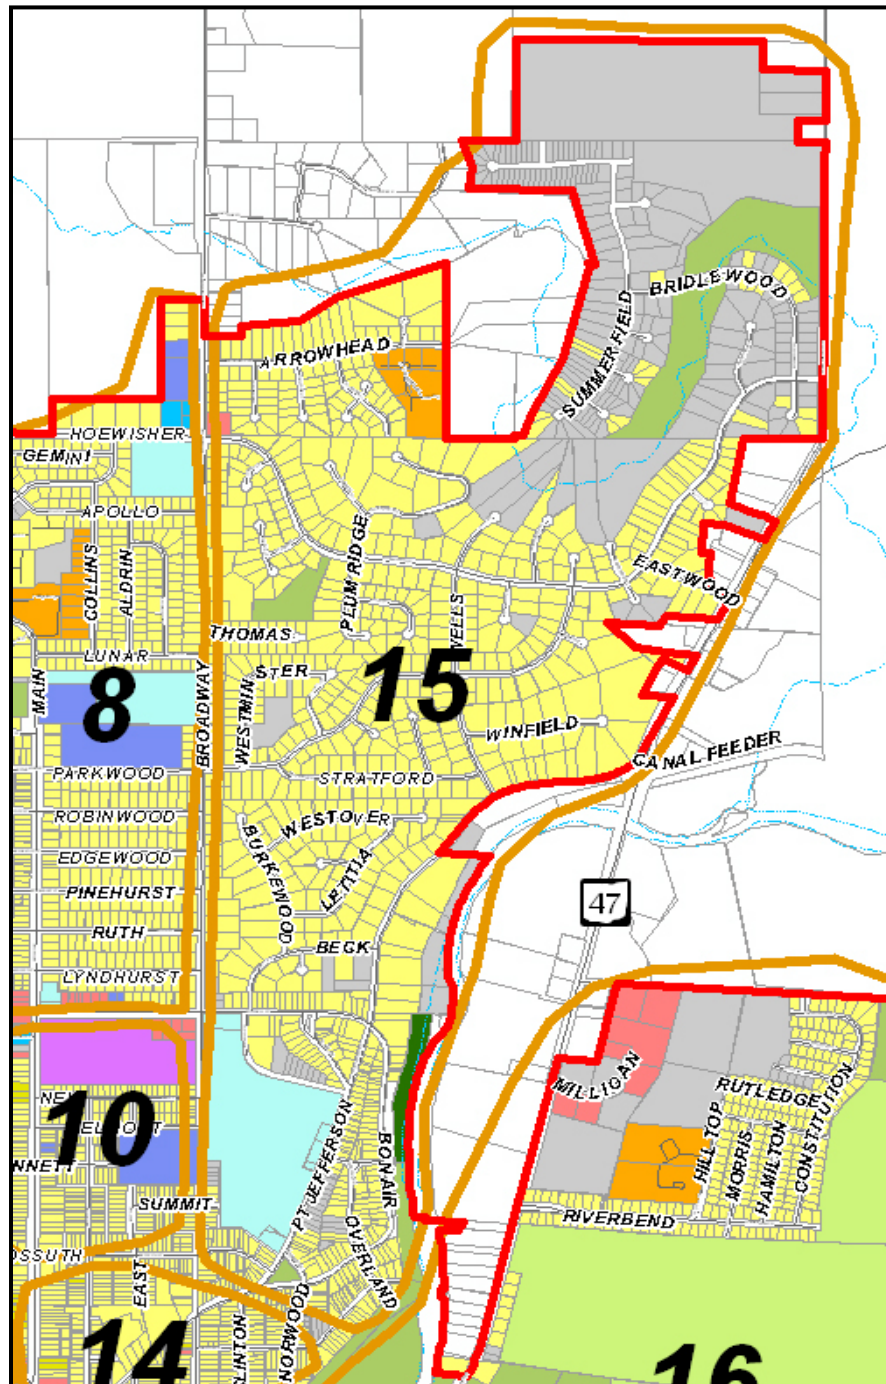 BRIDLEWOOD
SUMMERFIELD
ARROWHEAD
HOEWISHER
GEMINI
APOLLO
COLLINS
ALDRIN
PLUM RIDGE
WELLS
EASTWOOD
THOMAS
LUNAR
WESTMINSTER
MAIN
8
15
BROADWAY
WINFIELD
CANAL FEEDER
PARKWOOD
STRATFORD
ROBINWOOD
WESTOVER
BURKEWOOD
LETITIA
EDGEWOOD
PINEHURST
47
RUTH
BECK
LYNDHURST
MILLIGAN
RUTLEDGE
CONSTITUTION
HILL TOP
MORRIS
HAMILTON
10
PT JEFFERSON
BON AIR
SUMMIT
RIVERBEND
OVERLAND
EAST
NORWOOD
14
16